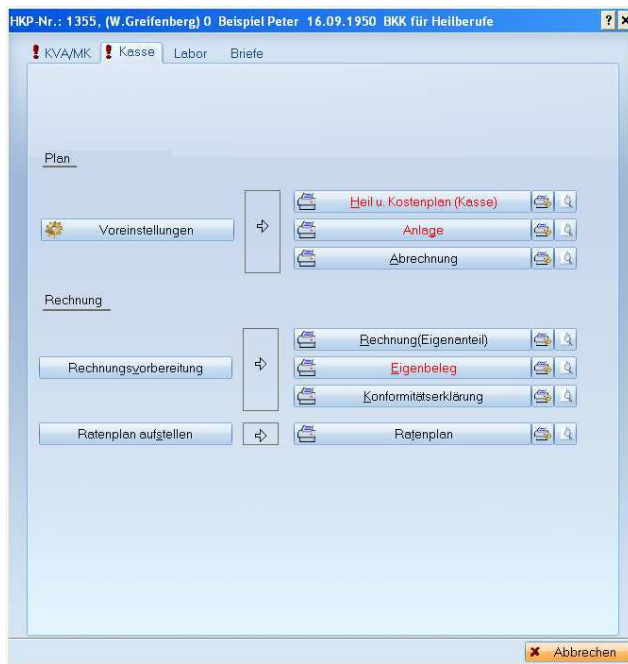 HKP-Nr.: 1355, (W.Greifenberg) 0 Beispiel Peter 16.09.1950 BKK für Heilberufe
KVA/MK Kasse Labor Briefe
Plan
Heil u. Kostenplan (Kasse)
Voreinstellungen Anlage
Abrechnung
Rechnung
Rechnung(Eigenanteil)
Rechnungsvorbereitung Eigenbeleg
Konformitätserklärung
Ratenplan aufstellen Ratenplan
Abbrechen